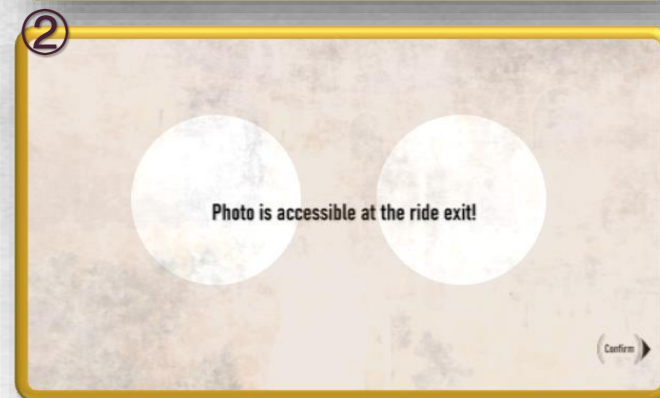 ②
Photo is accessible at the ride exit!
Confirm